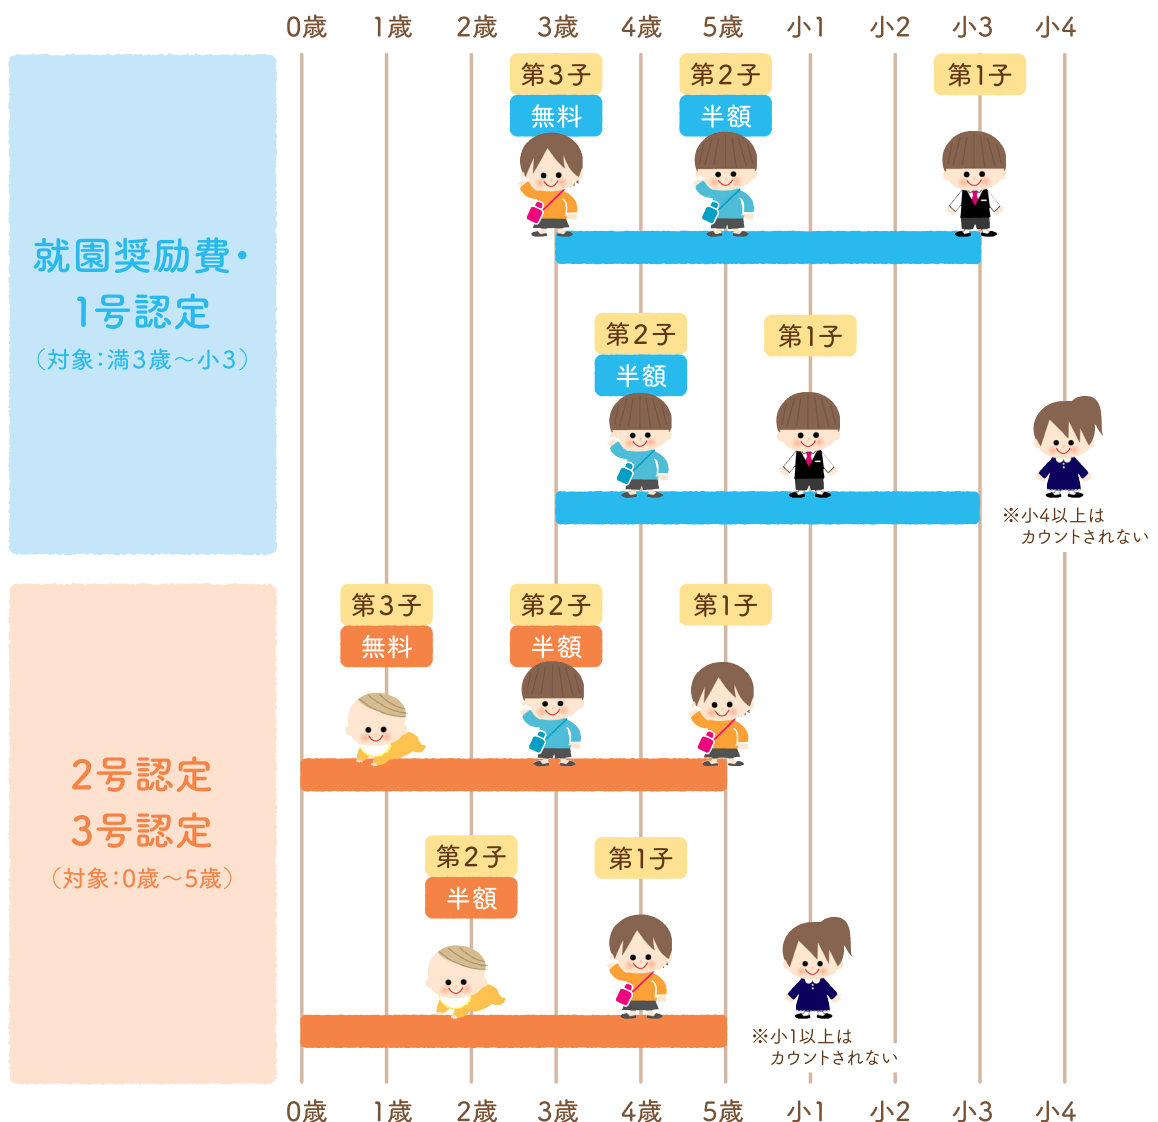 0歳 1歳 2歳 3歳 4歳 5歳 小1 小2 小3 小4
就園奨励費・
1号認定
（対象：満3歳～小3）
第3子
無料
第2子
半額
第1子
第2子
半額
第1子
※小4以上は
カウントされない
2号認定
3号認定
（対象：0歳～5歳）
第3子
無料
第2子
半額
第1子
第2子
半額
第1子
※小1以上は
カウントされない
0歳 1歳 2歳 3歳 4歳 5歳 小1 小2 小3 小4